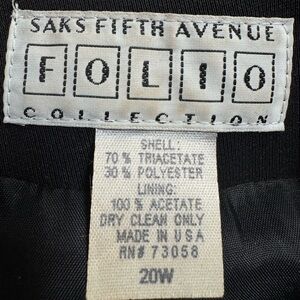 SAKS FIFTH AVENUE
FOLIO
COLLECTION
SHELL:
70% TRIACETATE
30% POLYESTER
LINING:
100% ACETATE
DRY CLEAN ONLY
MADE IN USA
RN# 73058
20W